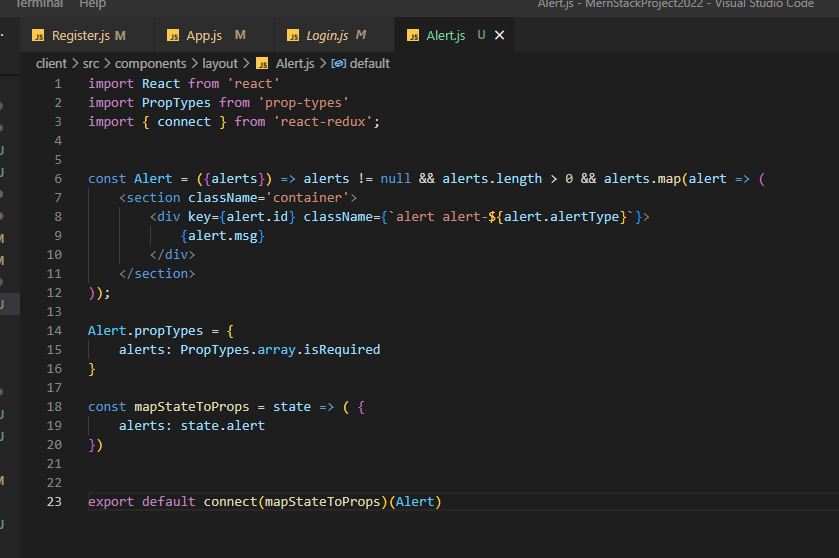 Terminal Help Alert.js - MernStackProject2022 - Visual Studio Code
JS Register.js M JS App.js M JS Login.js M JS Alert.js U ×
client > src > components > layout > JS Alert.js > default
1 import React from 'react'
2 import PropTypes from 'prop-types'
3 import { connect } from 'react-redux';
4
5
6 const Alert = ({alerts}) => alerts != null && alerts.length > 0 && alerts.map(alert => (
7 <section className='container'>
8 <div key={alert.id} className={`alert alert-${alert.alertType}`}>
9 {alert.msg}
10 </div>
11 </section>
12 ));
13
14 Alert.propTypes = {
15 alerts: PropTypes.array.isRequired
16 }
17
18 const mapStateToProps = state => ( {
19 alerts: state.alert
20 })
21
22
23 export default connect(mapStateToProps)(Alert)